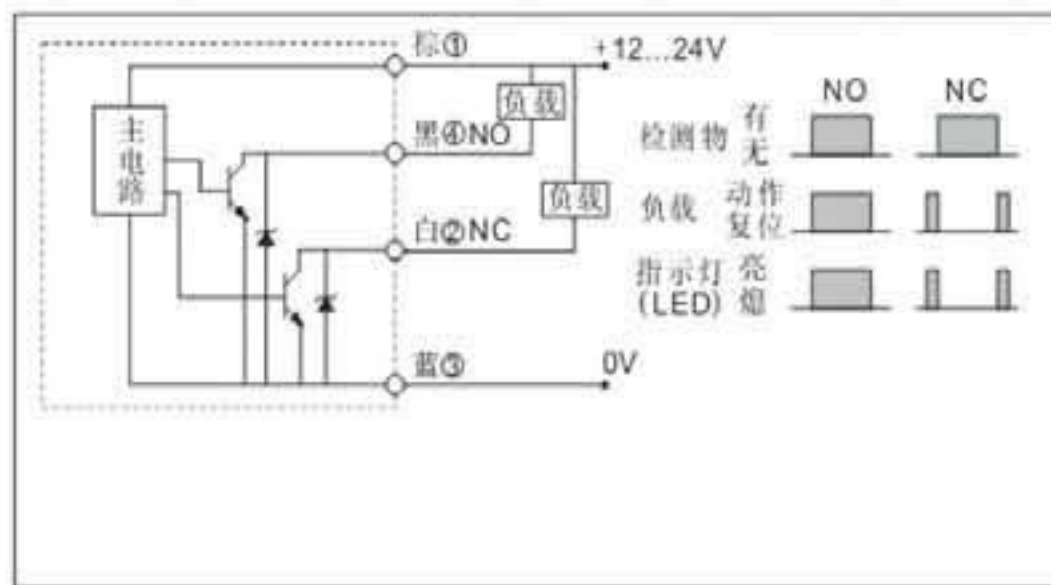 棕①
+12...24V
负载
黑④NO
主电路
负载
白②NC
蓝③
0V
NO NC
检测物 有 无
负载 动作 复位
指示灯 (LED) 亮 熄